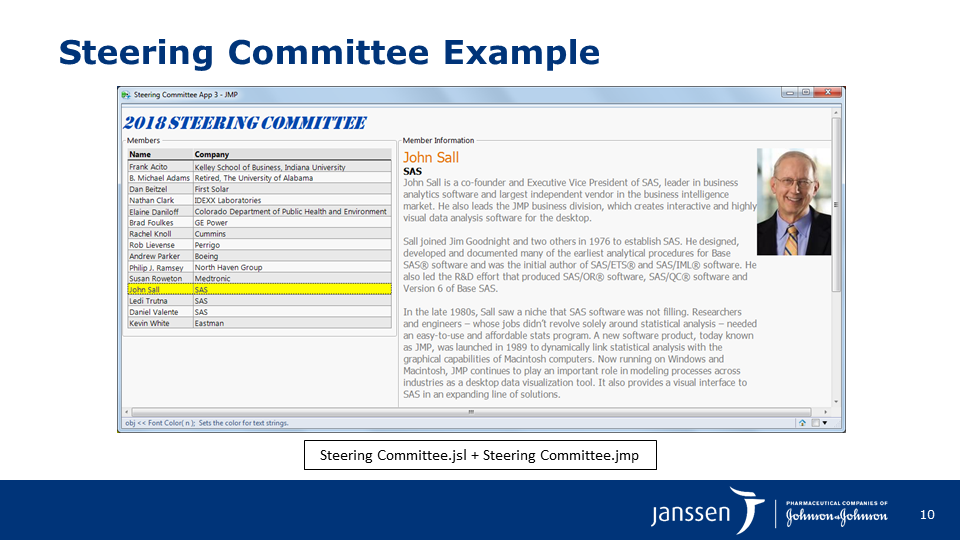 Steering Committee Example
Steering Committee App 3 - JMP
2018 STEERING COMMITTEE
Members
Name Company
Frank Acito Kelley School of Business, Indiana University
B. Michael Adams Retired, The University of Alabama
Dan Beitzel First Solar
Nathan Clark IDEXX Laboratories
Elaine Daniloff Colorado Department of Public Health and Environment
Brad Foulkes GE Power
Rachel Knoll Cummins
Rob Lievense Perrigo
Andrew Parker Boeing
Philip J. Ramsey North Haven Group
Susan Roweton Medtronic
John Sall SAS
Ledi Trutna SAS
Daniel Valente SAS
Kevin White Eastman
Member Information
John Sall
SAS
John Sall is a co-founder and Executive Vice President of SAS, leader in business
analytics software and largest independent vendor in the business intelligence
market. He also leads the JMP business division, which creates interactive and highly
visual data analysis software for the desktop.
Sall joined Jim Goodnight and two others in 1976 to establish SAS. He designed,
developed and documented many of the earliest analytical procedures for Base
SAS® software and was the initial author of SAS/ETS® and SAS/IML® software. He
also led the R&D effort that produced SAS/OR® software, SAS/QC® software and
Version 6 of Base SAS.
In the late 1980s, Sall saw a niche that SAS software was not filling. Researchers
and engineers – whose jobs didn't revolve solely around statistical analysis – needed
an easy-to-use and affordable stats program. A new software product, today known
as JMP, was launched in 1989 to dynamically link statistical analysis with the
graphical capabilities of Macintosh computers. Now running on Windows and
Macintosh, JMP continues to play an important role in modeling processes across
industries as a desktop data visualization tool. It also provides a visual interface to
SAS in an expanding line of solutions.
obj << Font Color( n ); Sets the color for text strings.
Steering Committee.jsl + Steering Committee.jmp
janssen
PHARMACEUTICAL COMPANIES OF
Johnson & Johnson
10